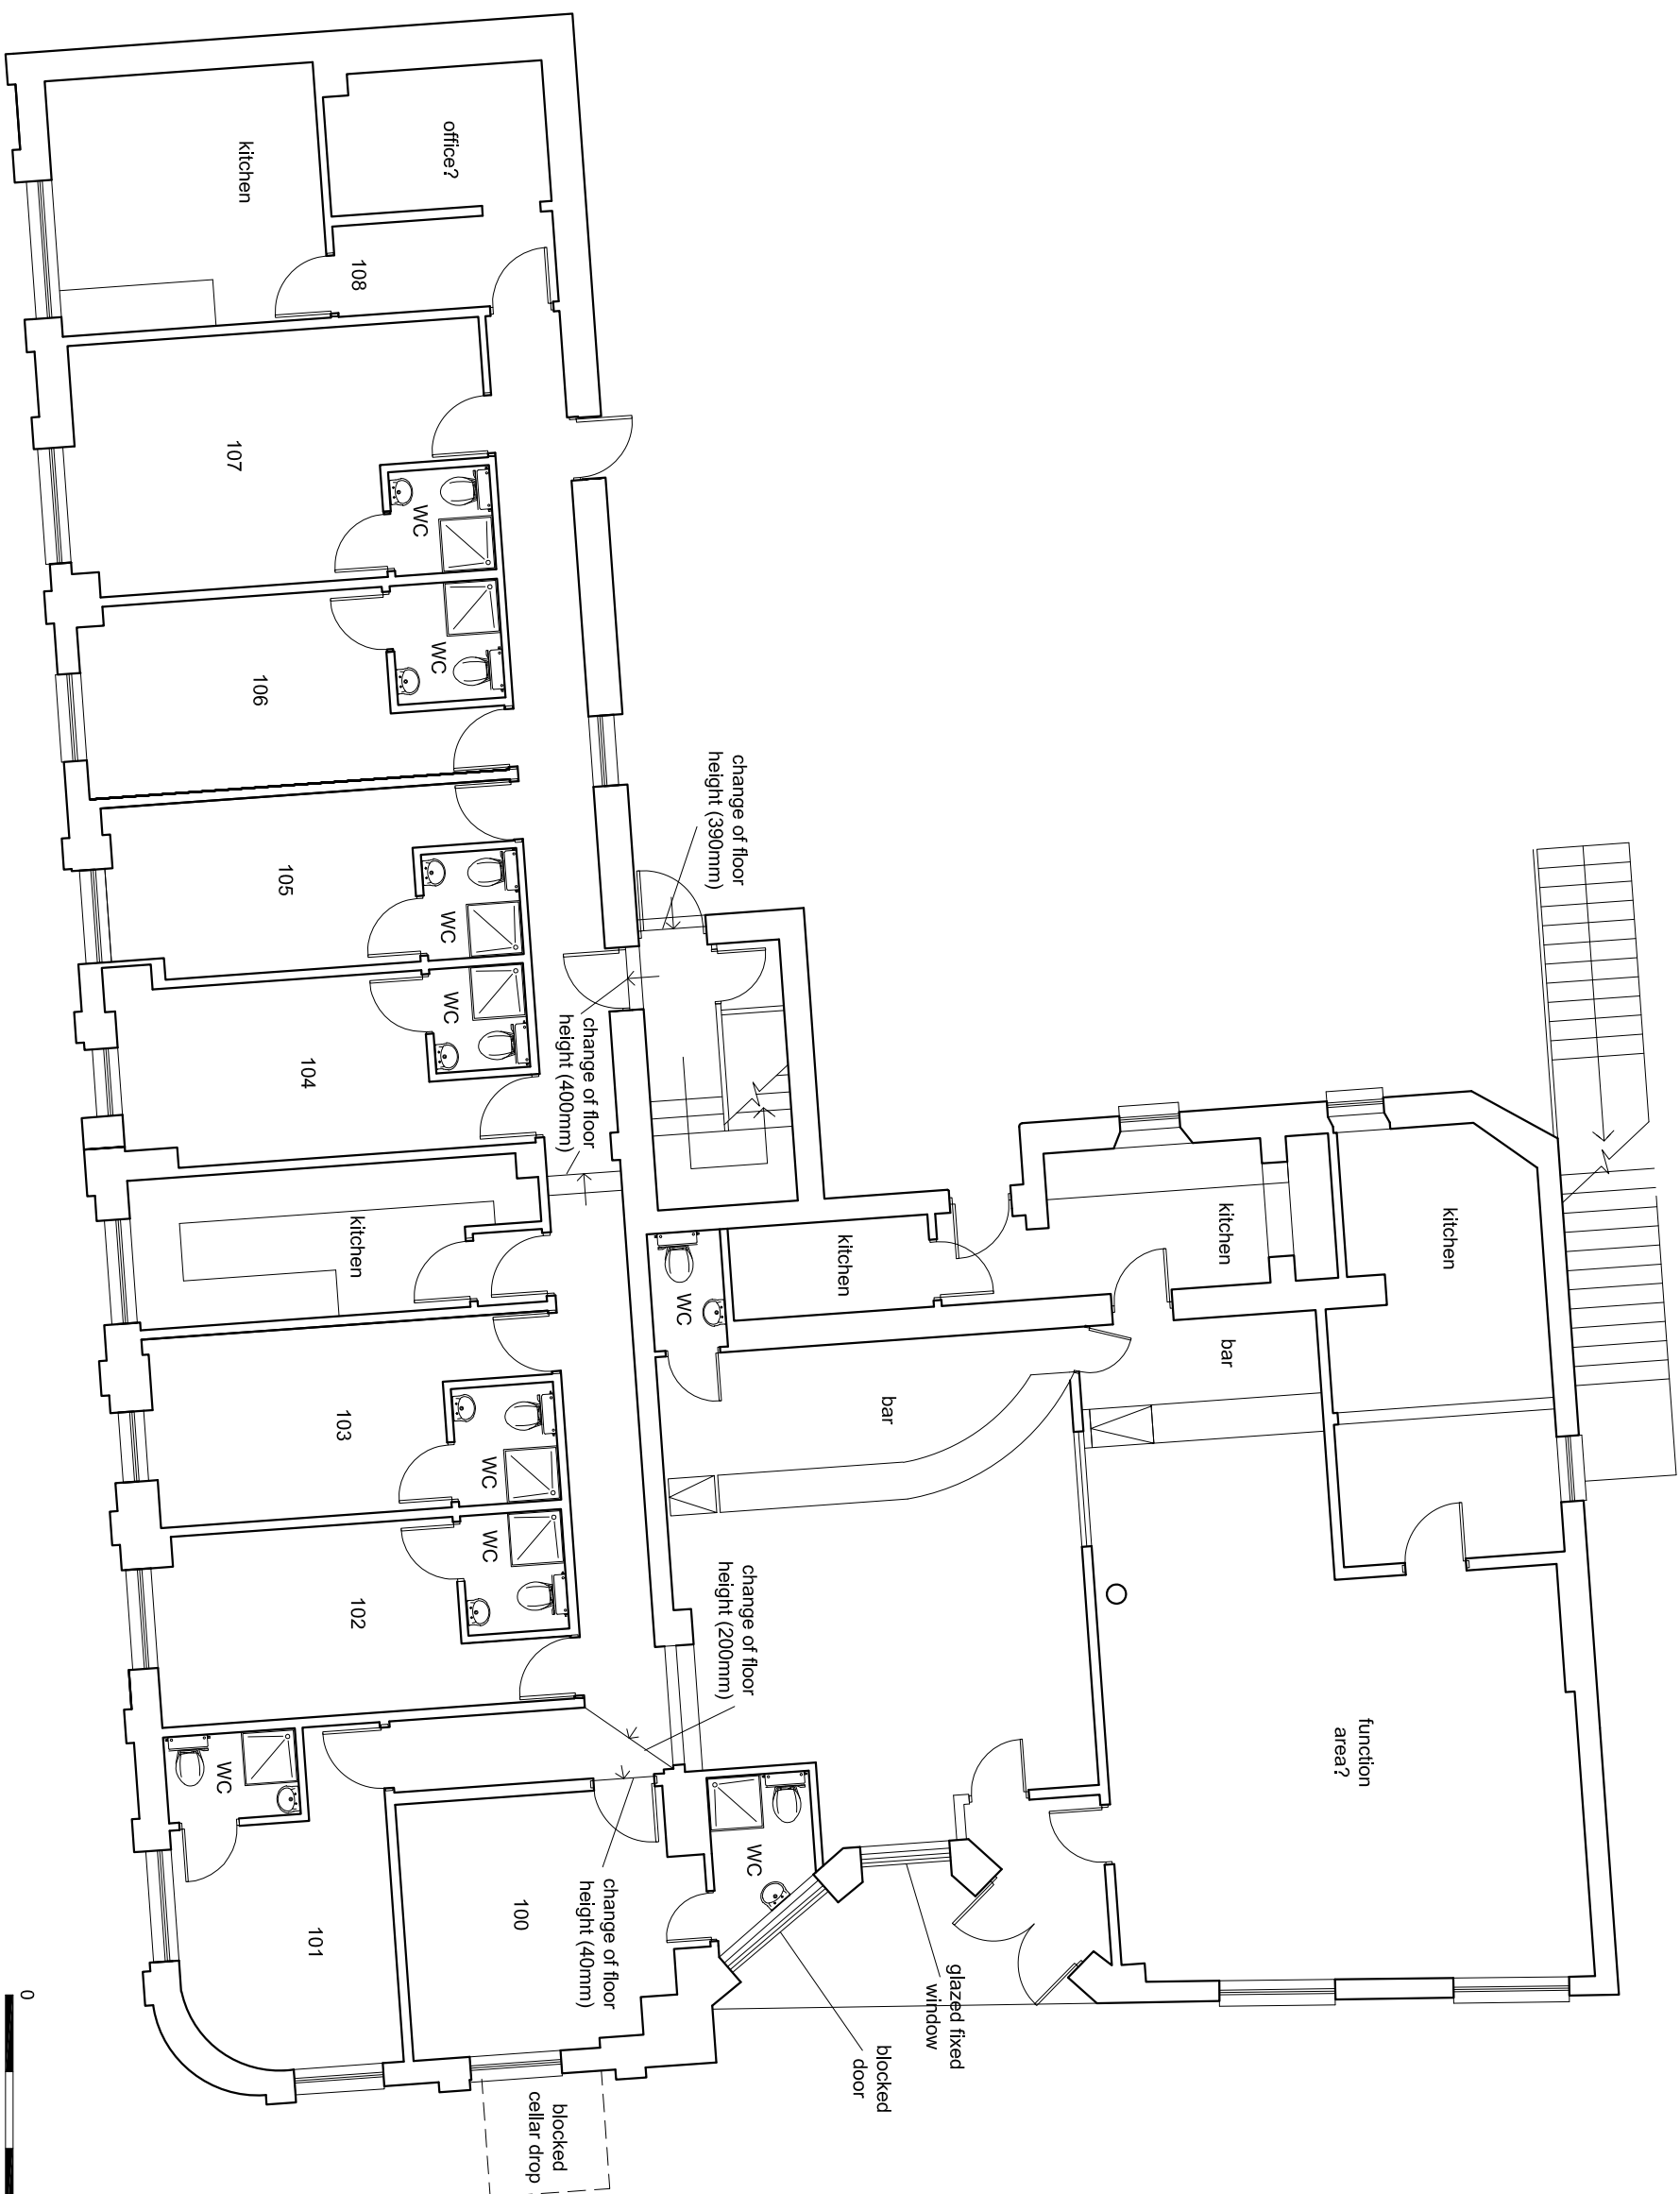 office?
kitchen
108
107
WC
WC
106
105
WC
WC
104
change of floor
height (390mm)
change of floor
height (400mm)
kitchen
kitchen
kitchen
kitchen
WC
bar
bar
103
WC
WC
102
change of floor
height (200mm)
function
area?
WC
101
WC
100
change of floor
height (40mm)
glazed fixed
window
blocked
door
blocked
cellar drop
0